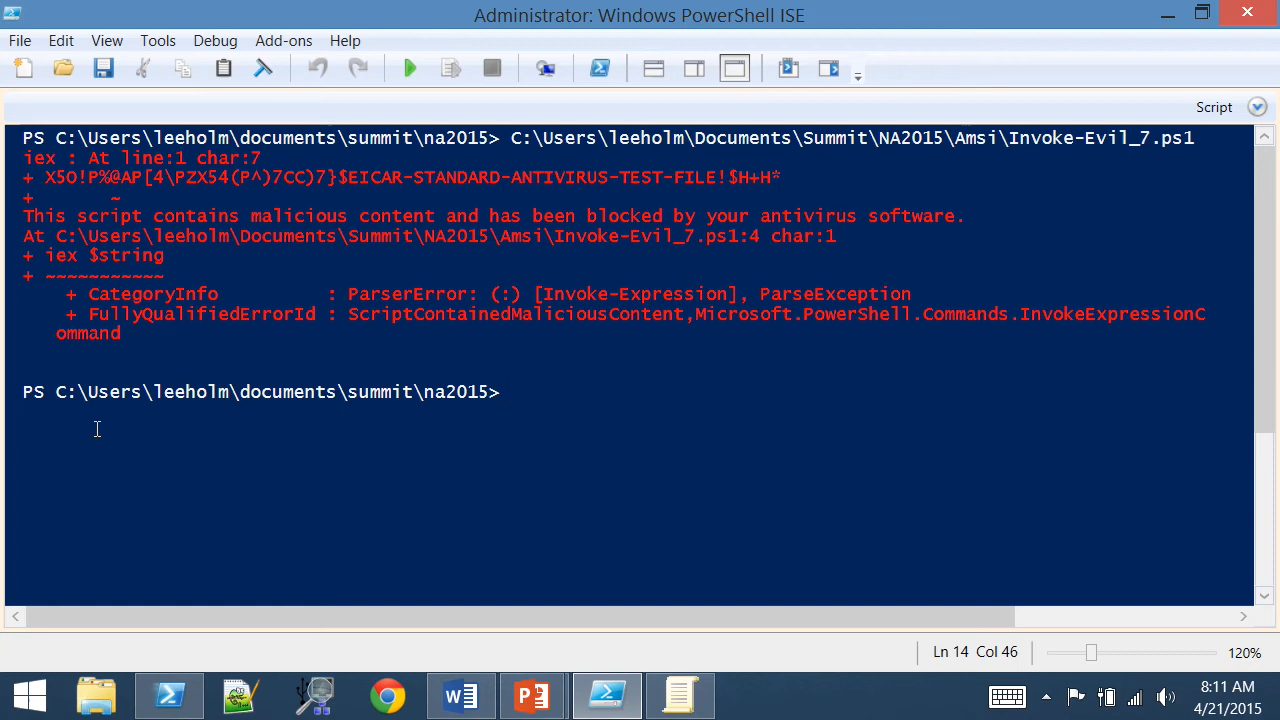 Administrator: Windows PowerShell ISE
File Edit View Tools Debug Add-ons Help
Script
PS C:\Users\leeholm\documents\summit\na2015> C:\Users\leeholm\Documents\Summit\NA2015\Amsi\Invoke-Evil_7.ps1
iex : At line:1 char:7
+ X5O!P%@AP[4\PZX54(P^)7CC)7}$EICAR-STANDARD-ANTIVIRUS-TEST-FILE!$H+H*
+       ~
This script contains malicious content and has been blocked by your antivirus software.
At C:\Users\leeholm\Documents\Summit\NA2015\Amsi\Invoke-Evil_7.ps1:4 char:1
+ iex $string
+ ~~~~~~~~~~~
    + CategoryInfo          : ParserError: (:) [Invoke-Expression], ParseException
    + FullyQualifiedErrorId : ScriptContainedMaliciousContent,Microsoft.PowerShell.Commands.InvokeExpressionC
   ommand
PS C:\Users\leeholm\documents\summit\na2015>
Ln 14 Col 46 120%
8:11 AM
4/21/2015